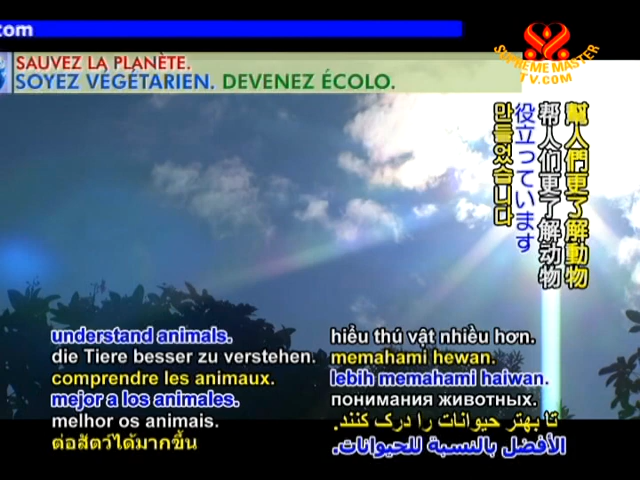 com
SAUVEZ LA PLANÈTE.
SOYEZ VÉGÉTARIEN. DEVENEZ ÉCOLO.
SUPREME MASTER
TV.COM
幫人們更了解動物
帮人们更了解动物
役立っています
만들었습니다
understand animals.
die Tiere besser zu verstehen.
comprendre les animaux.
mejor a los animales.
melhor os animais.
ต่อสัตว์ได้มากขึ้น
hiểu thú vật nhiều hơn.
memahami hewan.
lebih memahami haiwan.
понимания животных.
تا بهتر حیوانات را درک کنند.
الأفضل بالنسبة للحيوانات.